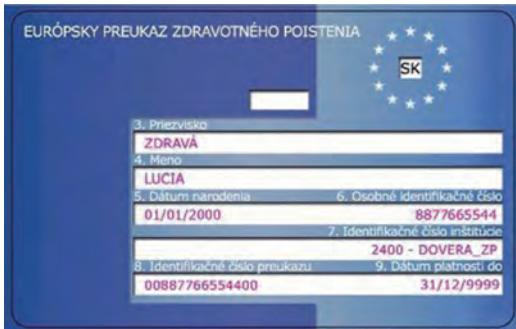 EURÓPSKY PREUKAZ ZDRAVOTNÉHO POISTENIA
SK
3. Priezvisko
ZDRAVÁ
4. Meno
LUCIA
5. Dátum narodenia 6. Osobné identifikačné číslo
01/01/2000 8877665544
7. Identifikačné číslo inštitúcie
2400 - DOVERA_ZP
8. Identifikačné číslo preukazu 9. Dátum platnosti do
00887766554400 31/12/9999